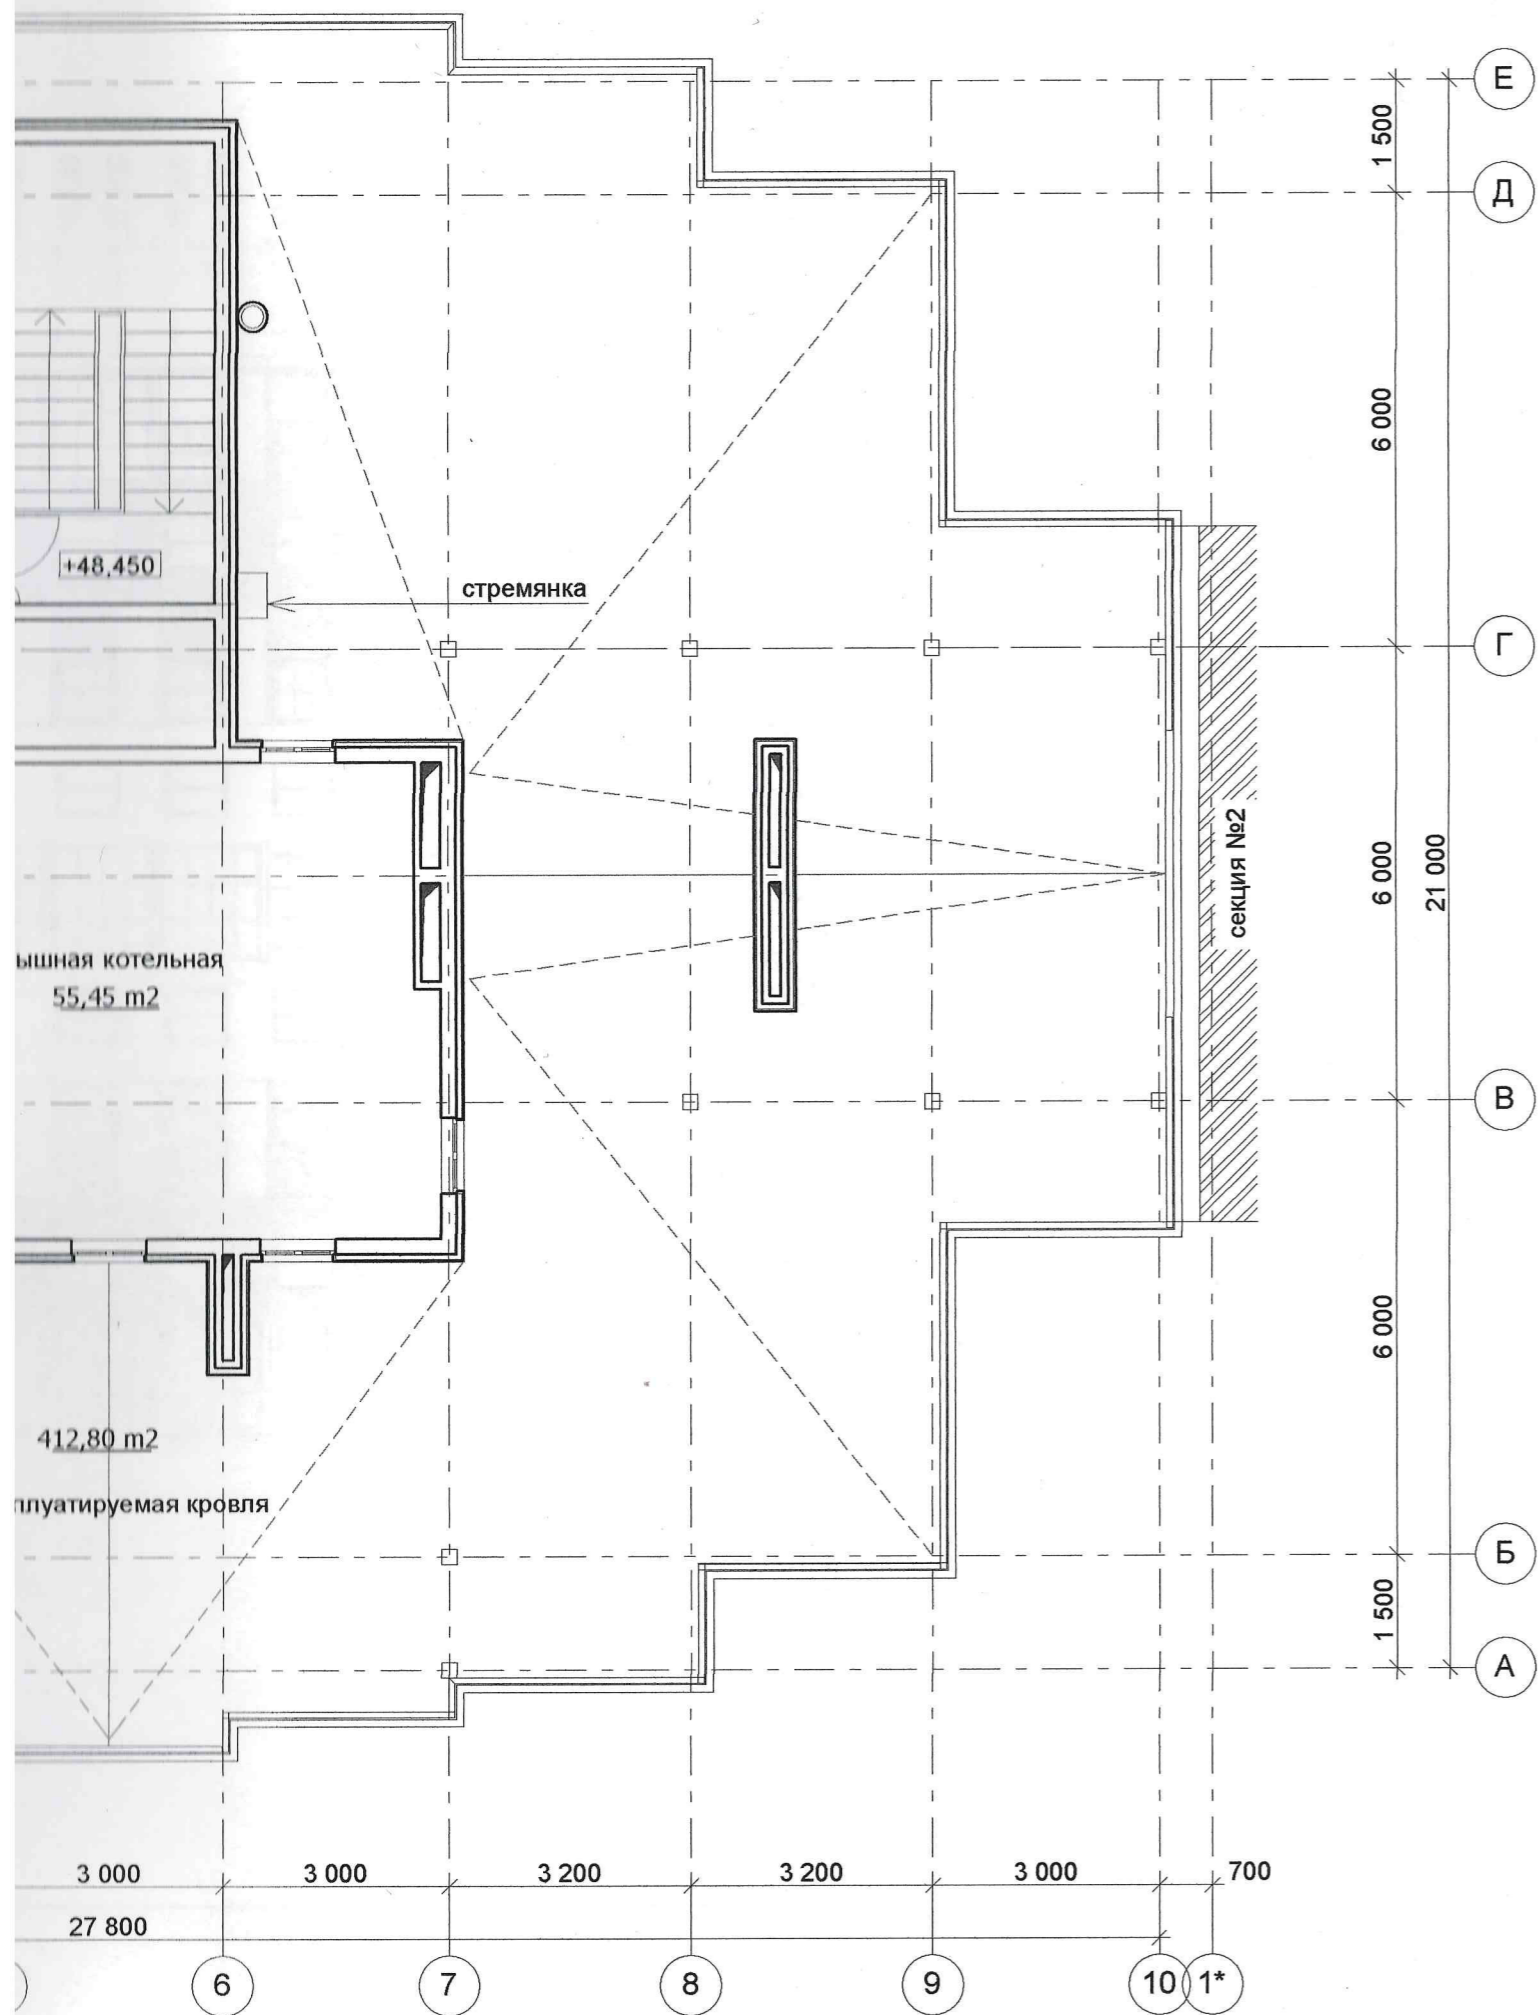 Е
1 500
Д
6 000
+48,450
стремянка
Г
6 000
21 000
секция №2
ышная котельная
55,45 m2
В
6 000
412,80 m2
плуатируемая кровля
Б
1 500
А
3 000
3 000
3 200
3 200
3 000
700
27 800
6
7
8
9
10
1*